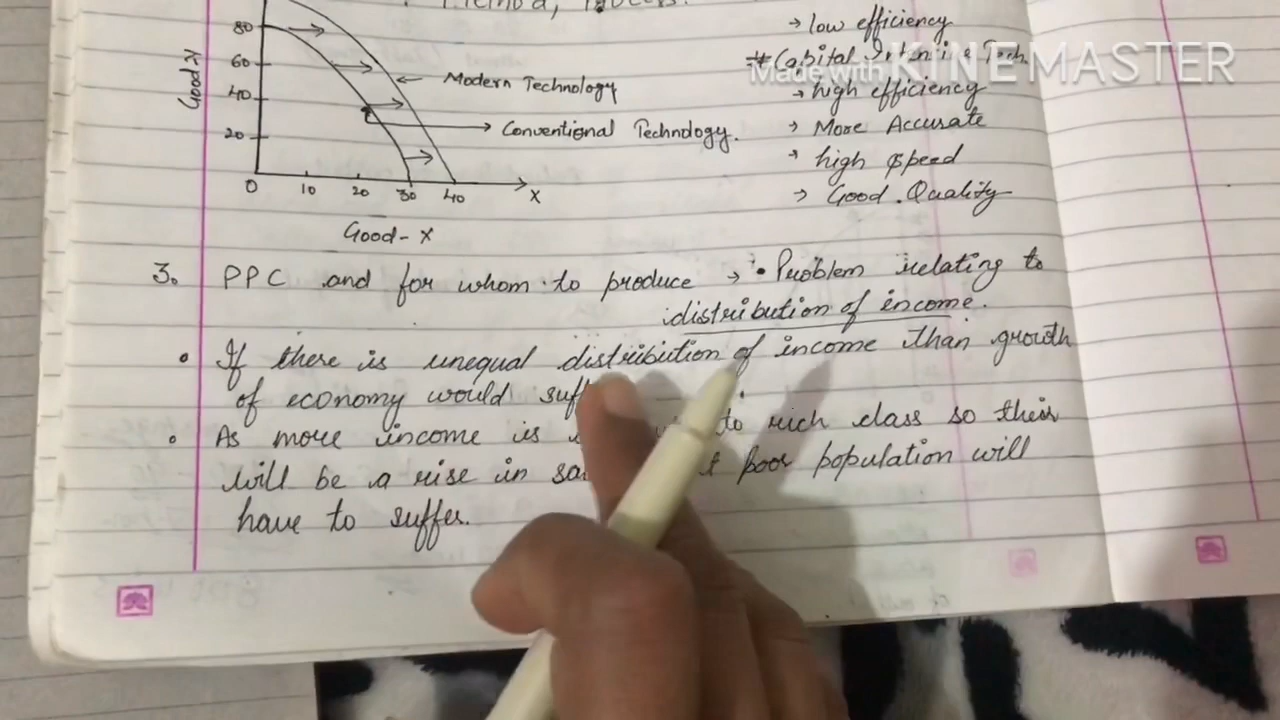 → low efficiency
80
# Capital Tech
Made with KINEMASTER
60
← Modern Technology
→ high efficiency
Good-Y
40
→ Conventional Technology.
→ More Accurate
20
→ high speed
0 10 20 30 40 X
→ Good Quality
Good-X
3. PPC and for whom to produce → • Problem relating to
distribution of income.
• If there is unequal distribution of income than growth
of economy would
• As more income is to rich class so their
will be a rise in poor population will
have to suffer.